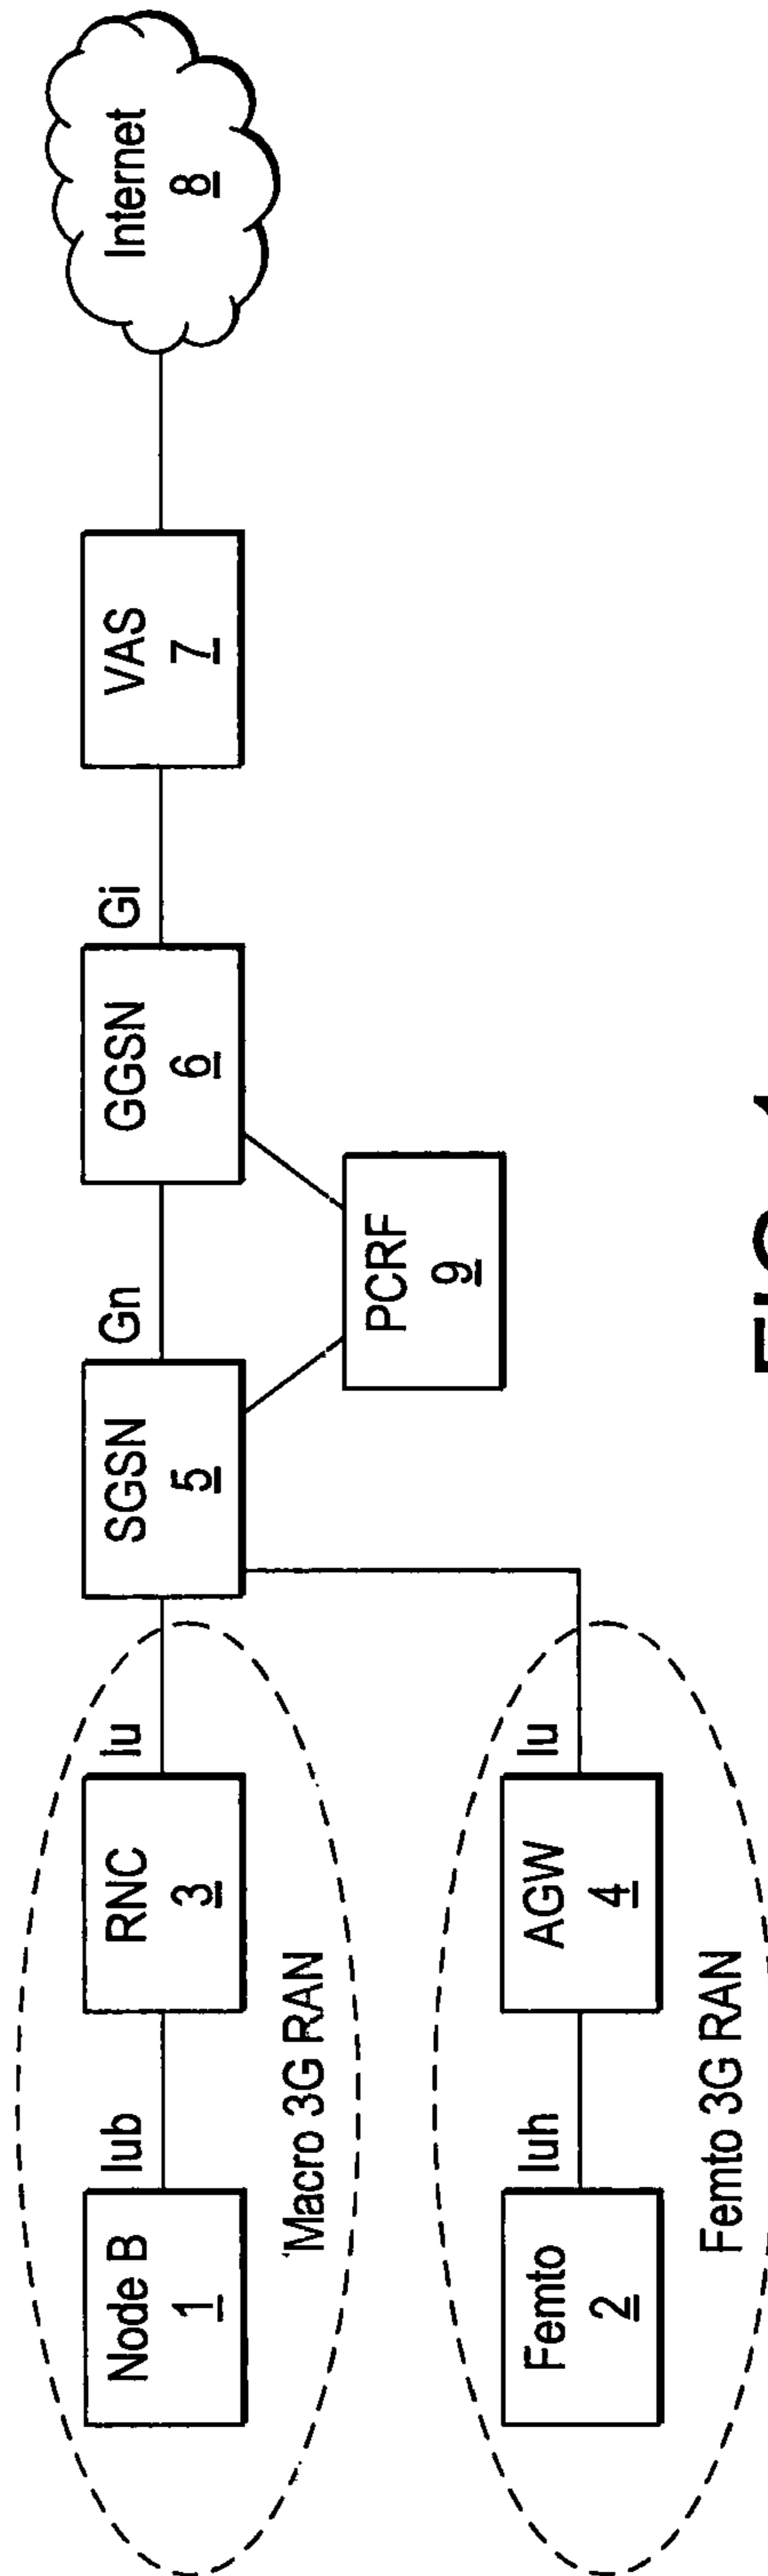 Node B
1
Iub
RNC
3
Iu
Macro 3G RAN
Femto
2
Iuh
AGW
4
Iu
Femto 3G RAN
SGSN
5
Gn
GGSN
6
Gi
PCRF
9
VAS
7
Internet
8